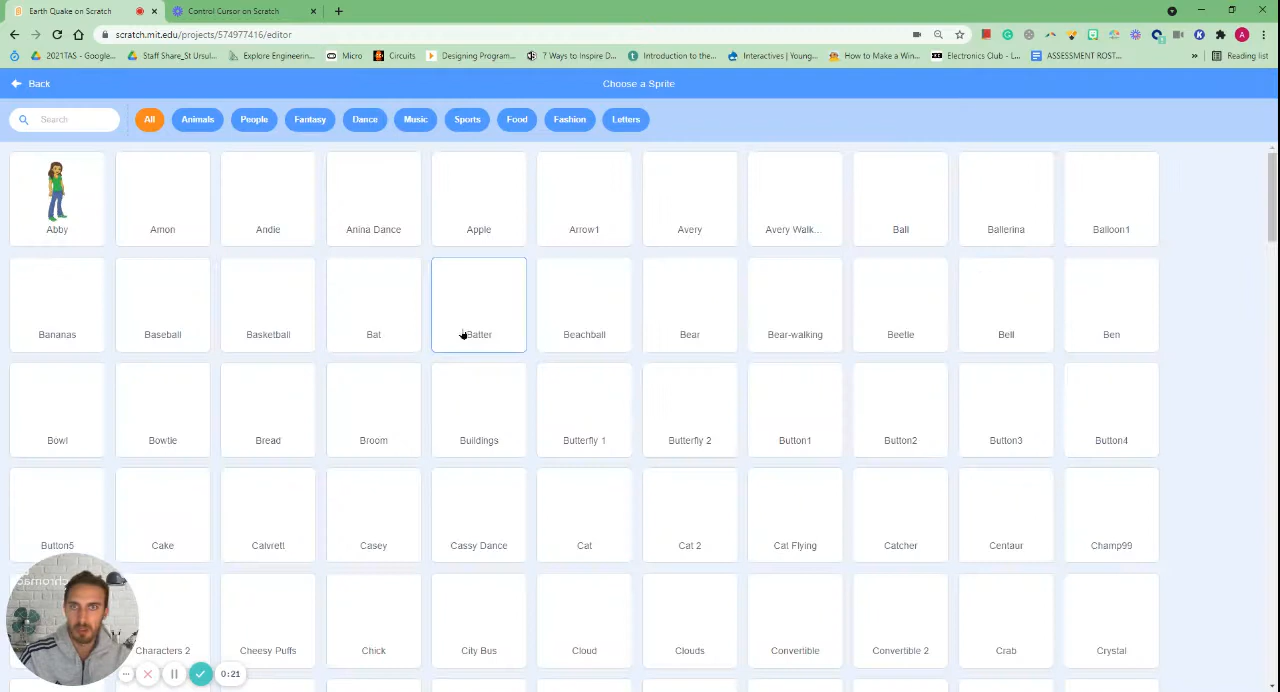 Earth Quake on Scratch
Control Cursor on Scratch
scratch.mit.edu/projects/574977416/editor
A
2021TAS - Google...
Staff Share_St Ursul...
Explore Engineerin...
Micro
Circuits
Designing Program...
7 Ways to Inspire D...
Introduction to the...
Interactives | Young...
How to Make a Win...
Electronics Club - L...
ASSESSMENT ROST...
»
Reading list
Back
Choose a Sprite
Search
All
Animals
People
Fantasy
Dance
Music
Sports
Food
Fashion
Letters
Abby
Amon
Andie
Anina Dance
Apple
Arrow1
Avery
Avery Walk...
Ball
Ballerina
Balloon1
Bananas
Baseball
Basketball
Bat
Batter
Beachball
Bear
Bear-walking
Beetle
Bell
Ben
Bowl
Bowtie
Bread
Broom
Buildings
Butterfly 1
Butterfly 2
Button1
Button2
Button3
Button4
Button5
Cake
Calvrett
Casey
Cassy Dance
Cat
Cat 2
Cat Flying
Catcher
Centaur
Champ99
Characters 2
Cheesy Puffs
Chick
City Bus
Cloud
Clouds
Convertible
Convertible 2
Crab
Crystal
0:21